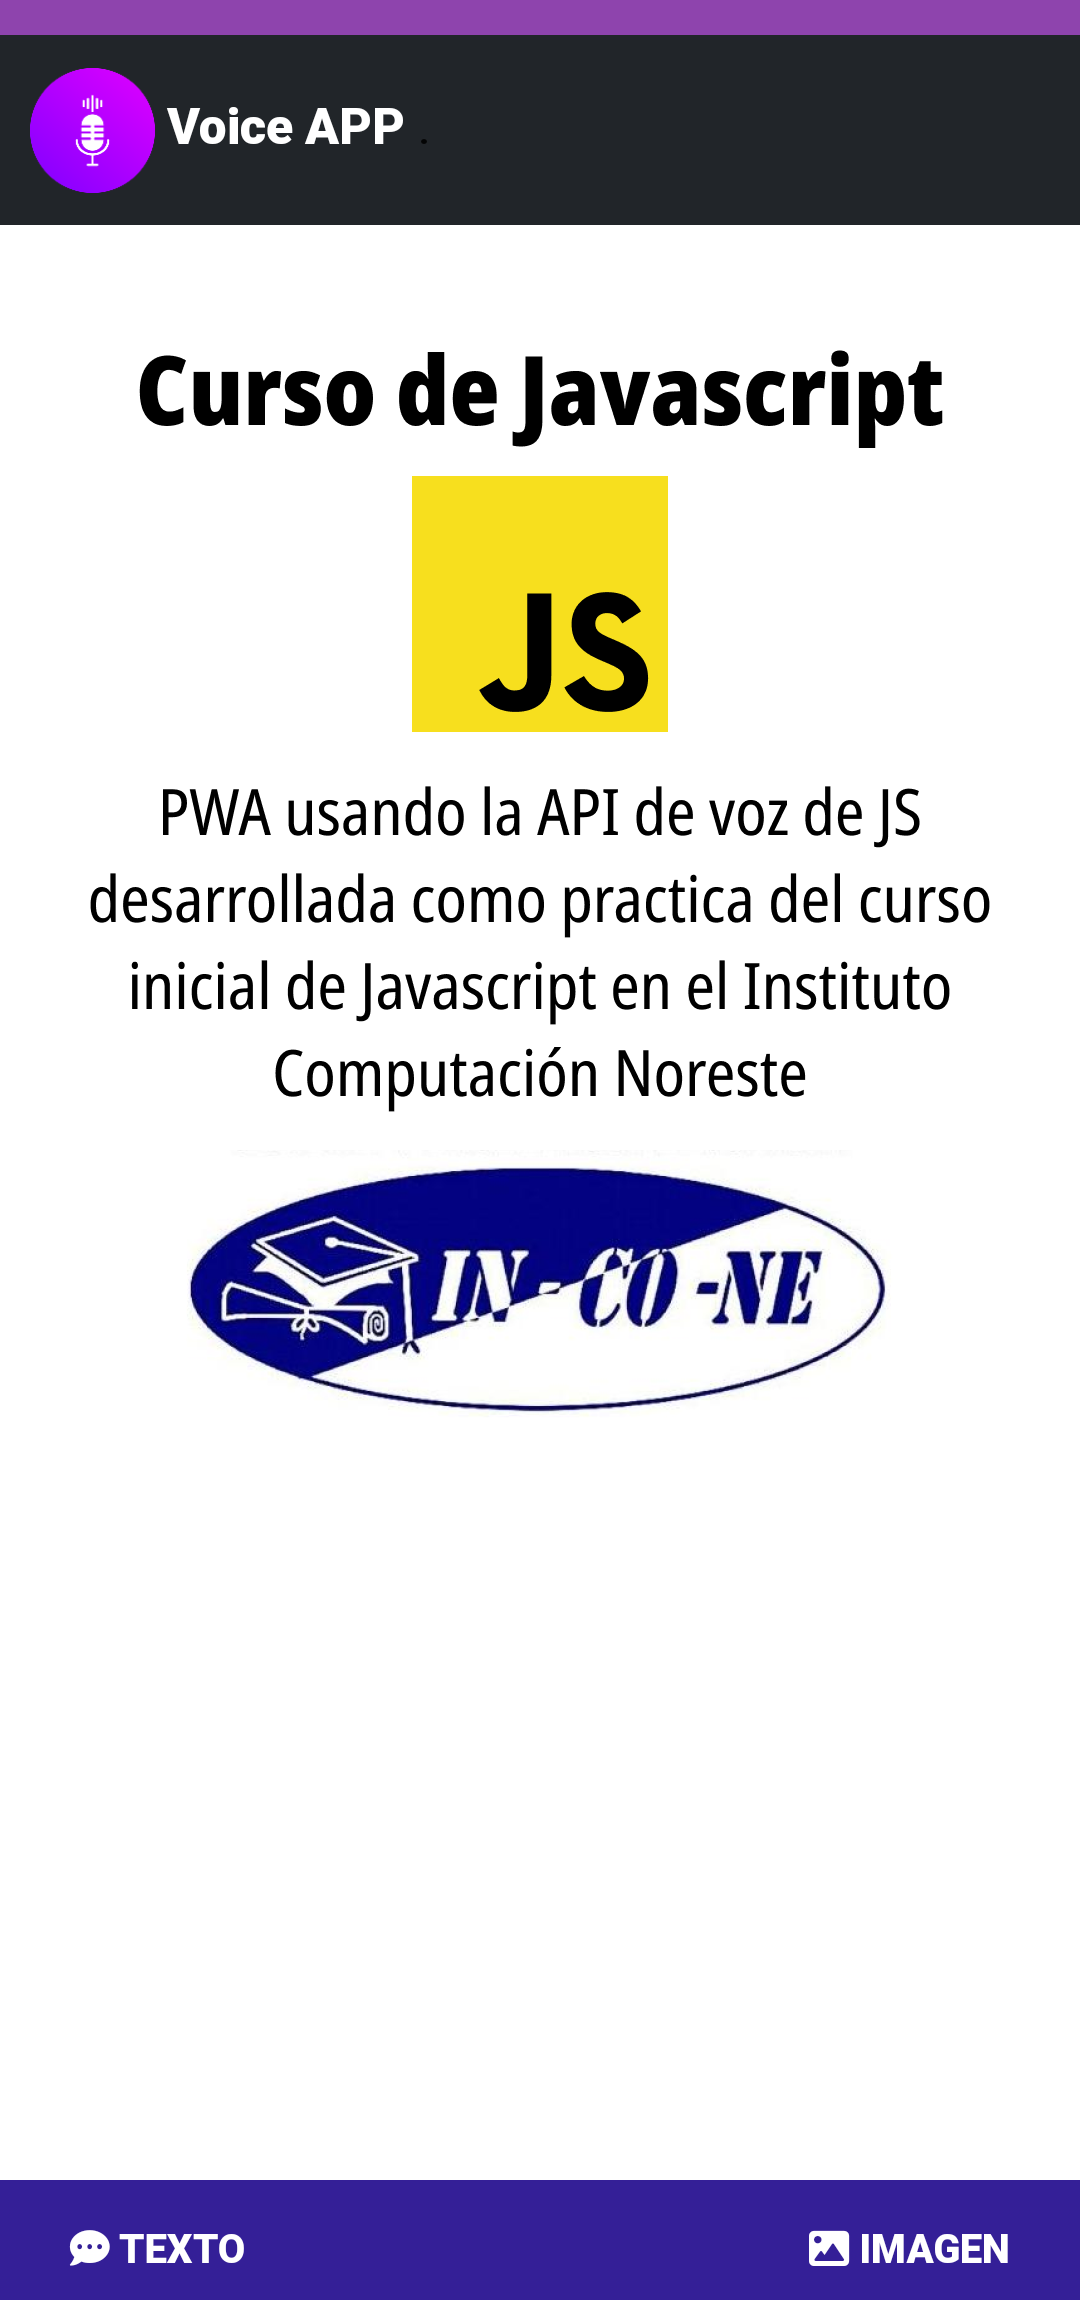 Voice APP .
Curso de Javascript
JS
PWA usando la API de voz de JS
desarrollada como practica del curso
inicial de Javascript en el Instituto
Computación Noreste
IN-CO-NE
TEXTO
IMAGEN